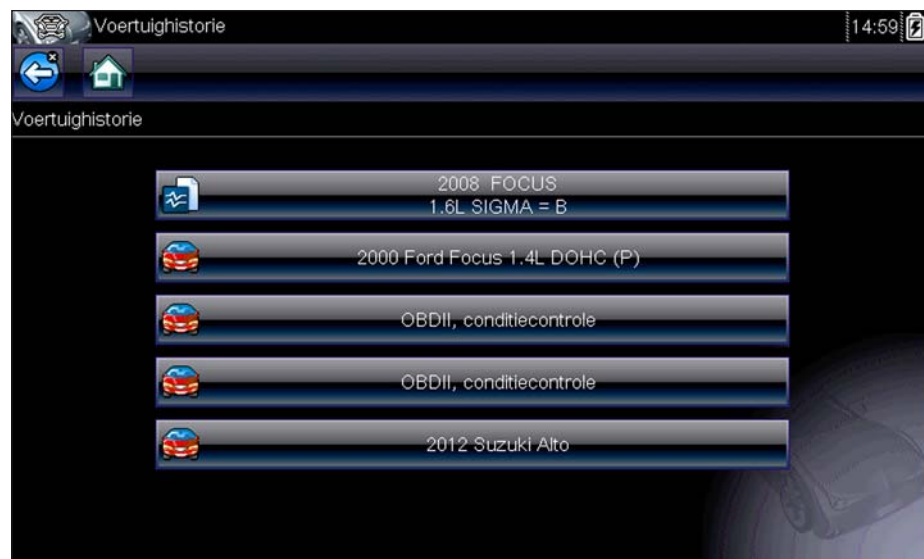 Voertuighistorie
14:59
Voertuighistorie
2008 FOCUS
1.6L SIGMA = B
2000 Ford Focus 1.4L DOHC (P)
OBDII, conditiecontrole
OBDII, conditiecontrole
2012 Suzuki Alto